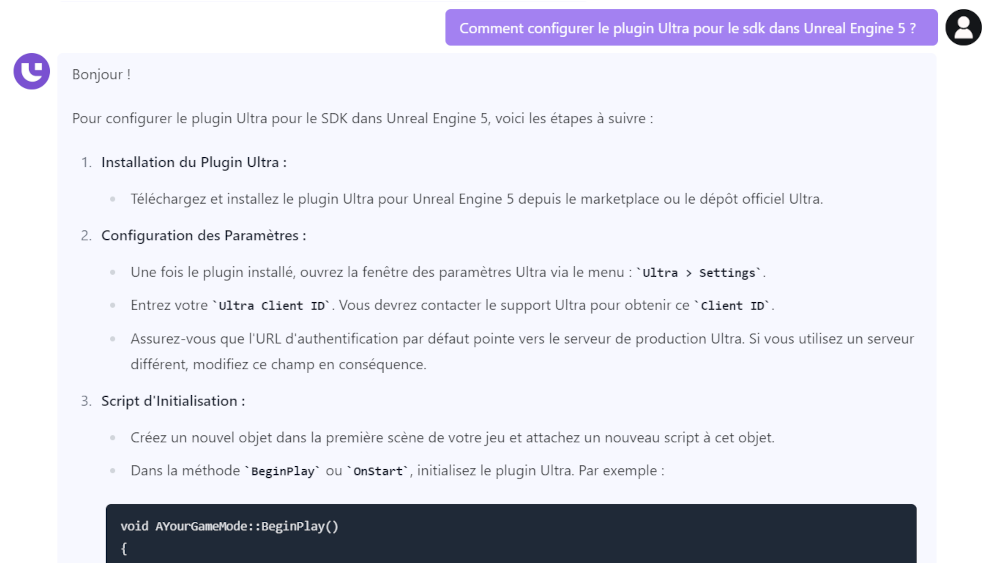 Comment configurer le plugin Ultra pour le sdk dans Unreal Engine 5 ?
Bonjour !
Pour configurer le plugin Ultra pour le SDK dans Unreal Engine 5, voici les étapes à suivre :
1. Installation du Plugin Ultra :
• Téléchargez et installez le plugin Ultra pour Unreal Engine 5 depuis le marketplace ou le dépôt officiel Ultra.
2. Configuration des Paramètres :
• Une fois le plugin installé, ouvrez la fenêtre des paramètres Ultra via le menu : `Ultra > Settings`.
• Entrez votre `Ultra Client ID`. Vous devrez contacter le support Ultra pour obtenir ce `Client ID`.
• Assurez-vous que l'URL d'authentification par défaut pointe vers le serveur de production Ultra. Si vous utilisez un serveur
différent, modifiez ce champ en conséquence.
3. Script d'Initialisation :
• Créez un nouvel objet dans la première scène de votre jeu et attachez un nouveau script à cet objet.
• Dans la méthode `BeginPlay` ou `OnStart`, initialisez le plugin Ultra. Par exemple :
void AYourGameMode::BeginPlay()
{